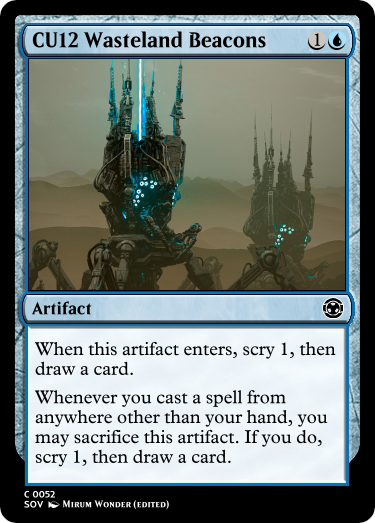 CU12 Wasteland Beacons 1
Artifact
When this artifact enters, scry 1, then
draw a card.
Whenever you cast a spell from
anywhere other than your hand, you
may sacrifice this artifact. If you do,
scry 1, then draw a card.
C 0052
SOV Mirum Wonder (edited)